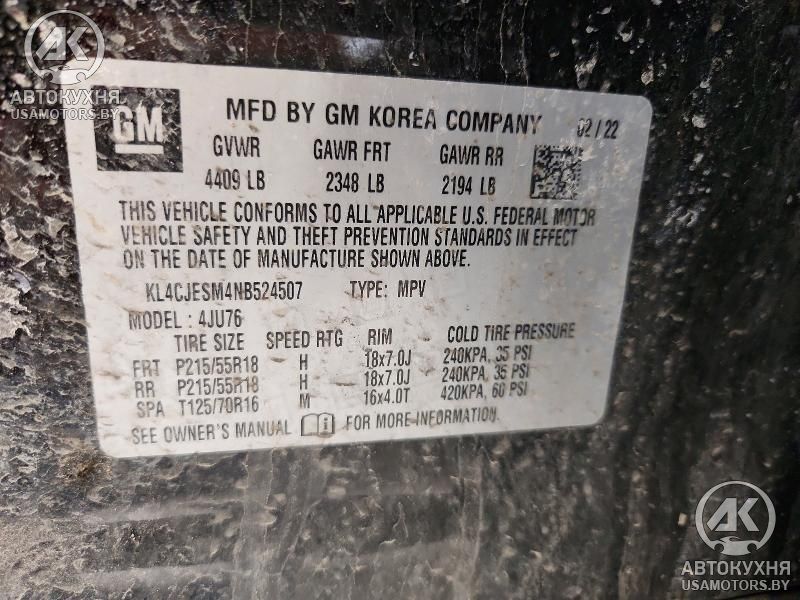 AK
АВТОКУХНЯ
USAMOTORS.BY
GM
MFD BY GM KOREA COMPANY 02 / 22
GVWR GAWR FRT GAWR RR
4409 LB 2348 LB 2194 LB
THIS VEHICLE CONFORMS TO ALL APPLICABLE U.S. FEDERAL MOTOR
VEHICLE SAFETY AND THEFT PREVENTION STANDARDS IN EFFECT
ON THE DATE OF MANUFACTURE SHOWN ABOVE.
KL4CJESM4NB524507 TYPE: MPV
MODEL : 4JU76
TIRE SIZE SPEED RTG RIM COLD TIRE PRESSURE
FRT P215/55R18 H 18x7.0J 240KPA, 35 PSI
RR P215/55R18 H 18x7.0J 240KPA, 35 PSI
SPA T125/70R16 M 16x4.0T 420KPA, 60 PSI
SEE OWNER'S MANUAL i FOR MORE INFORMATION.
AK
АВТОКУХНЯ
USAMOTORS.BY